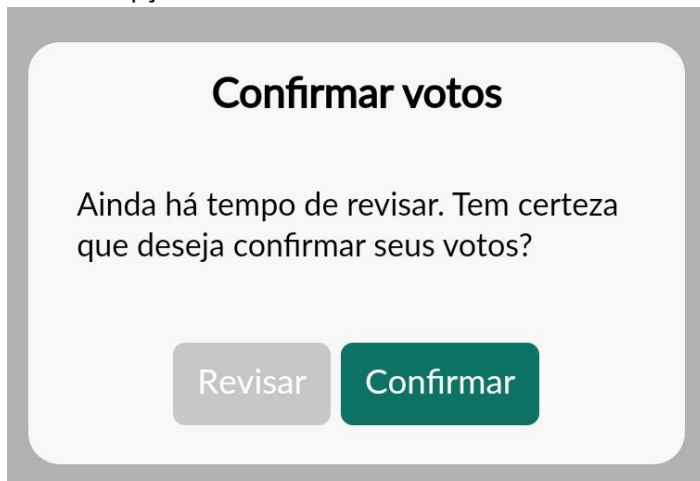 Confirmar votos
Ainda há tempo de revisar. Tem certeza
que deseja confirmar seus votos?
Revisar Confirmar